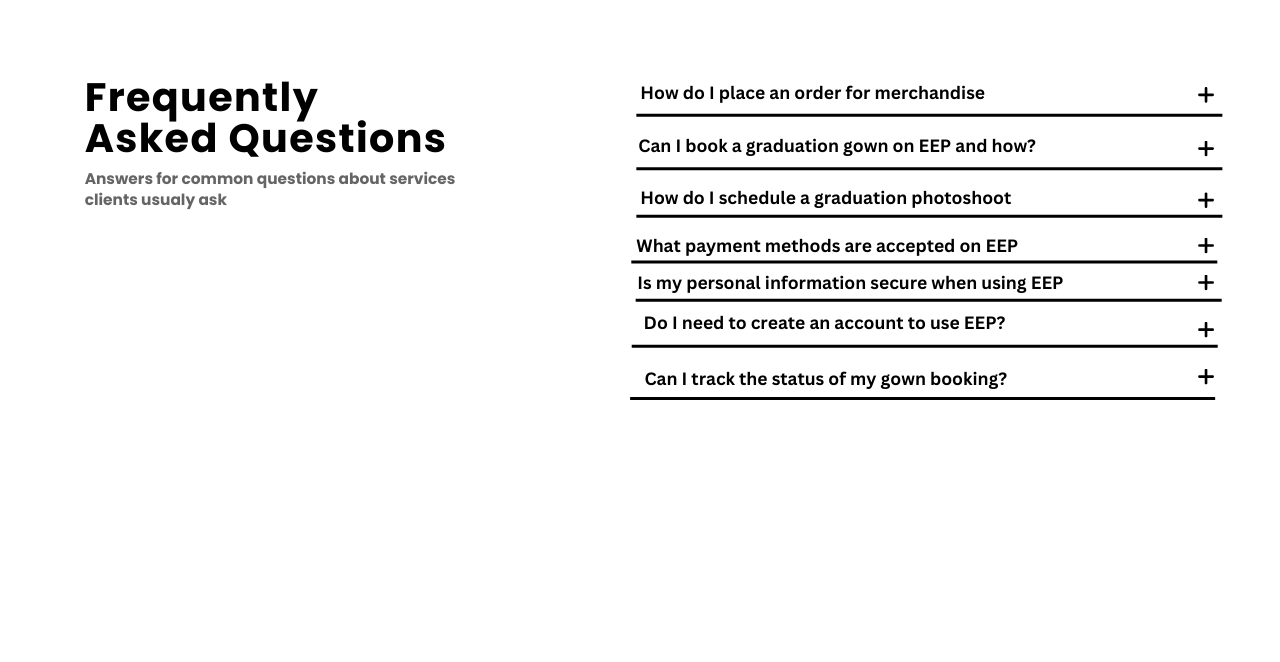 Frequently
Asked Questions
Answers for common questions about services
clients usualy ask
How do I place an order for merchandise
Can I book a graduation gown on EEP and how?
How do I schedule a graduation photoshoot
What payment methods are accepted on EEP
Is my personal information secure when using EEP
Do I need to create an account to use EEP?
Can I track the status of my gown booking?